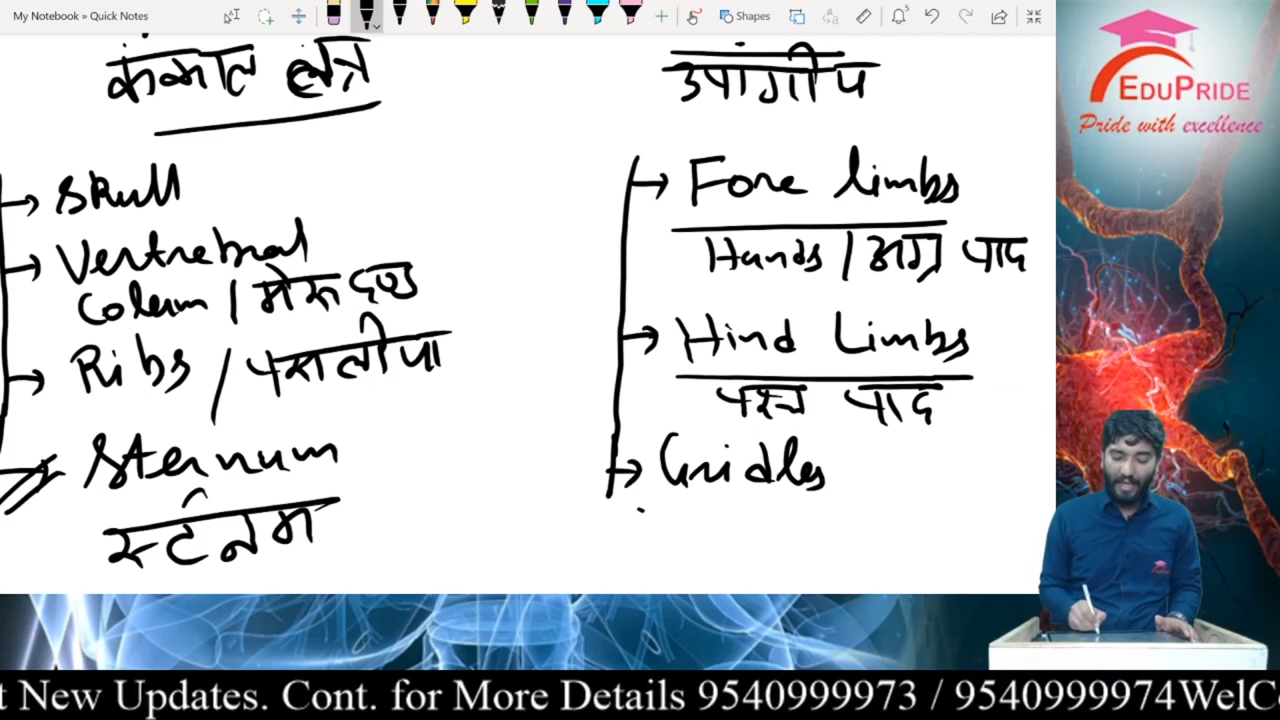 My Notebook » Quick Notes
Shapes
कंकाल तंत्र
→ Skull
→ Vertrebral
Colum / मेरूदण्ड
→ Ribs / पसलीया
→ Sternum
स्टर्नम
उपांगीय
→ Fore limbs
Hands / अग्र पाद
→ Hind Limbs
पश्च पाद
→ Gridles
EDUPRIDE
Pride with excellence
t New Updates. Cont. for More Details 9540999973 / 9540999974WelC